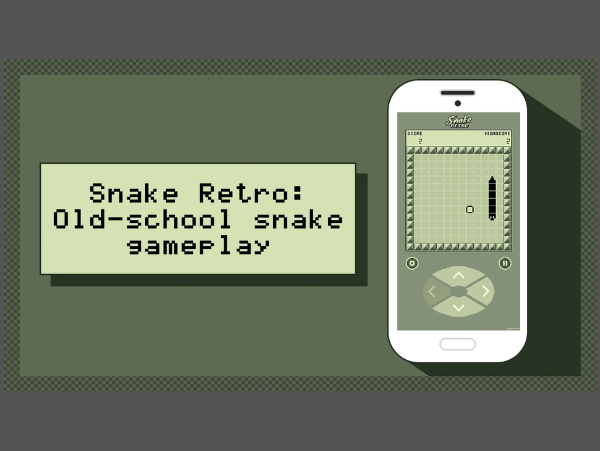 Snake Retro:
Old-school snake
gameplay
Snake
RETRO
SCORE HIGHSCORE
2 2